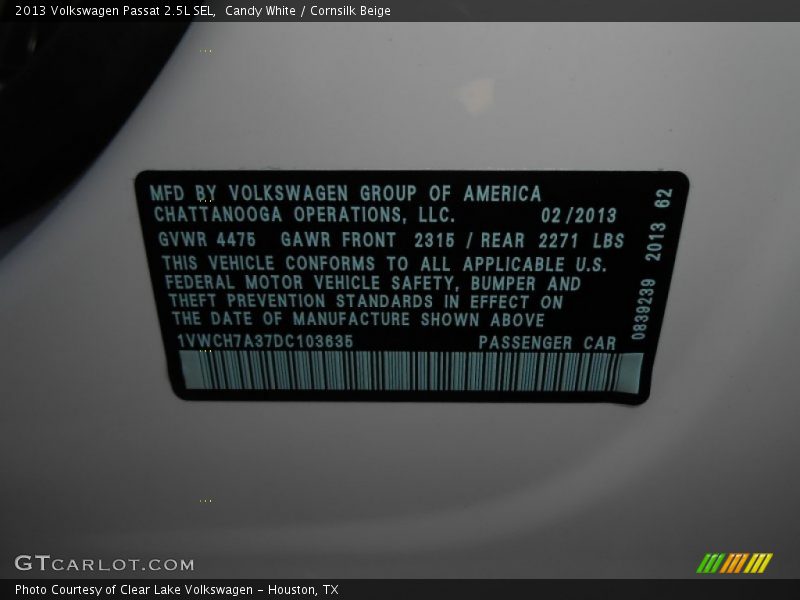 2013 Volkswagen Passat 2.5L SEL,  Candy White / Cornsilk Beige
MFD BY VOLKSWAGEN GROUP OF AMERICA
CHATTANOOGA OPERATIONS, LLC. 02/2013
GVWR 4475 GAWR FRONT 2315 / REAR 2271 LBS
THIS VEHICLE CONFORMS TO ALL APPLICABLE U.S.
FEDERAL MOTOR VEHICLE SAFETY, BUMPER AND
THEFT PREVENTION STANDARDS IN EFFECT ON
THE DATE OF MANUFACTURE SHOWN ABOVE
1VWCH7A37DC103635 PASSENGER CAR
0839239 2013 62
GTCARLOT.COM
Photo Courtesy of Clear Lake Volkswagen - Houston, TX